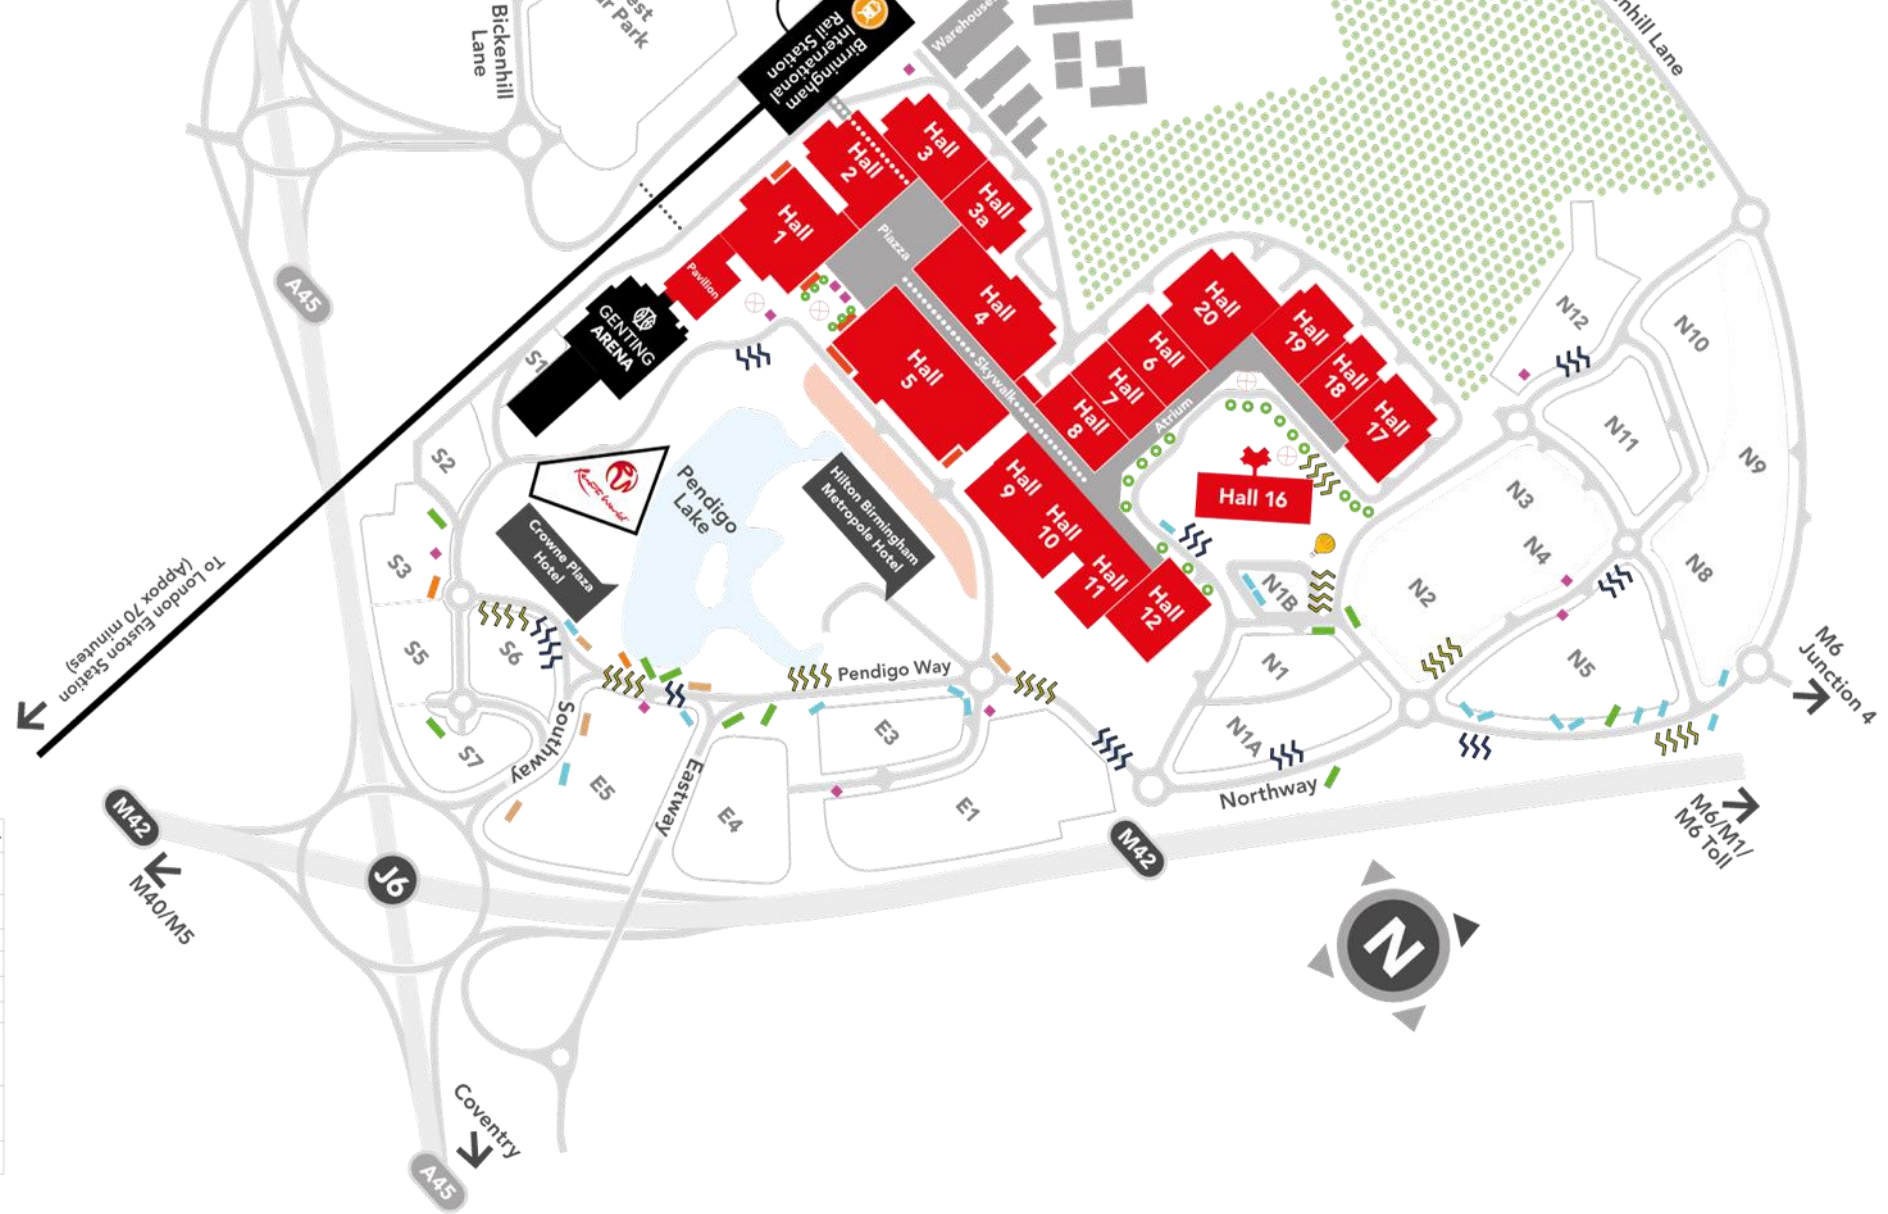 Bickenhill
Lane
Birmingham
International
Rail Station
Warehouse
A45
Hall
1
Hall
2
Hall
3
Hall
3a
Piazza
Pavilion
GENTING
ARENA
Hall
4
Hall
5
Skywalk
Hall
20
Hall
6
Hall
7
Hall
8
Atrium
Hall
19
Hall
18
Hall
17
Hall 16
Hall
9
Hall
10
Hall
11
Hall
12
S1
S2
S3
S5
S6
S7
Pendigo
Lake
Crowne Plaza
Hotel
Hilton Birmingham
Metropole Hotel
Pendigo Way
Southway
Eastway
Northway
E1
E3
E4
E5
N1
N1A
N1B
N2
N3
N4
N5
N8
N9
N10
N11
N12
To London Euston Station
(Appox 70 minutes)
M42
M40/M5
J6
M42
M6
Junction 4
M6/M1/
M6 Toll
N
Coventry
A45